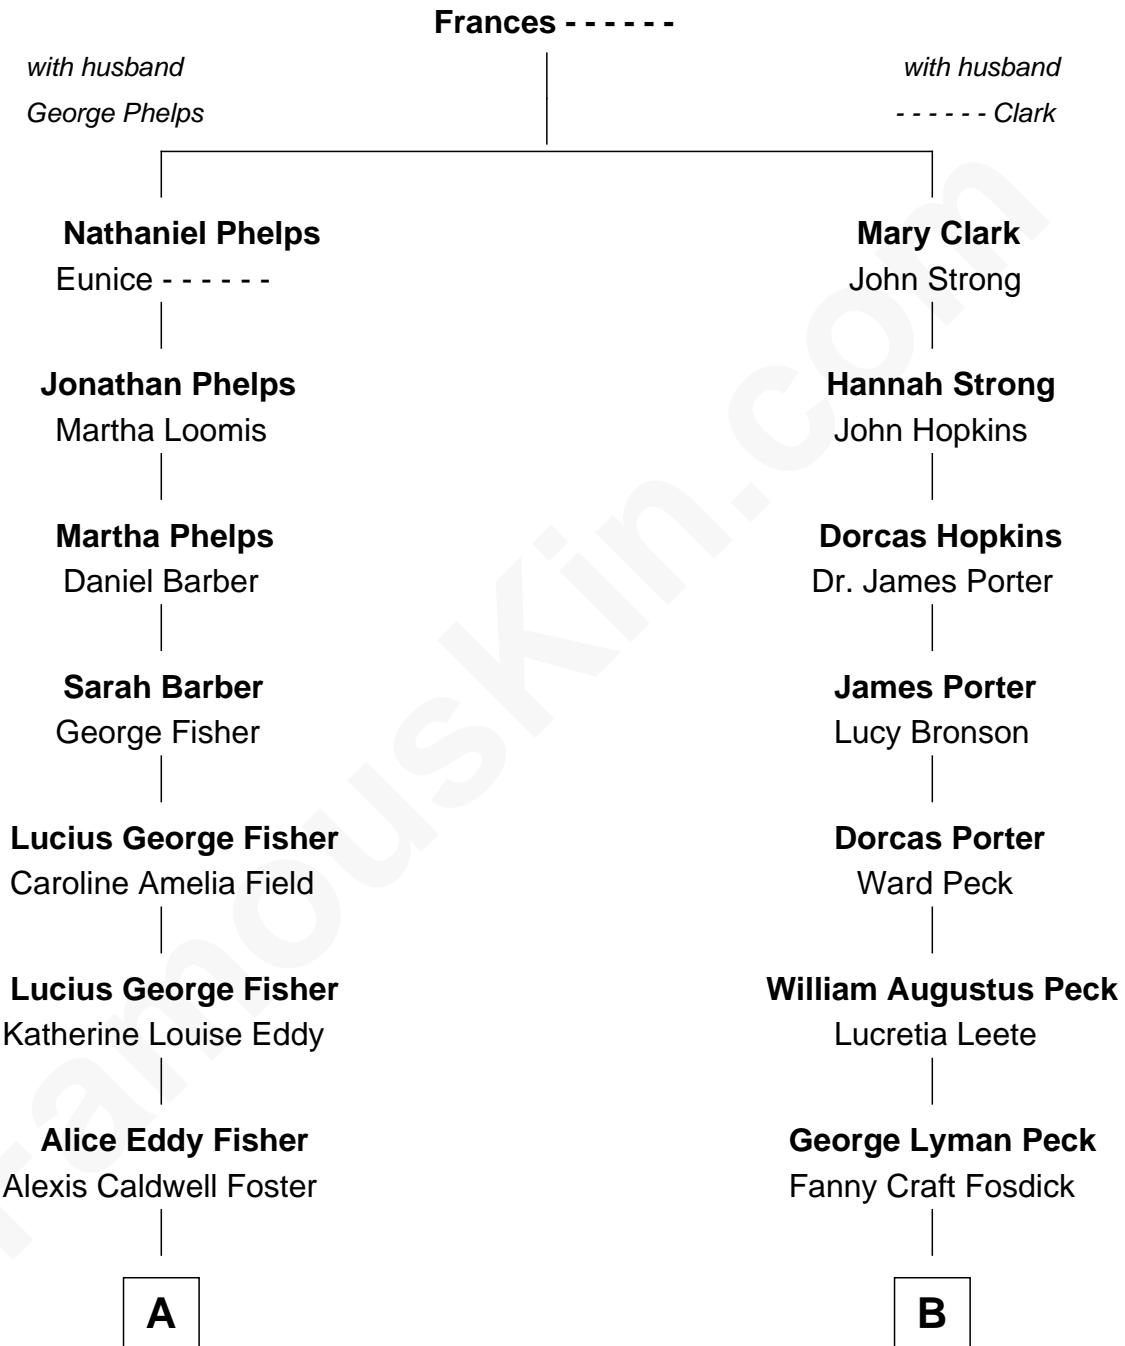 Frances - - - - - -
with husband
George Phelps
with husband
- - - - - - Clark
Nathaniel Phelps
Eunice - - - - - -
Mary Clark
John Strong
Jonathan Phelps
Martha Loomis
Hannah Strong
John Hopkins
Martha Phelps
Daniel Barber
Dorcas Hopkins
Dr. James Porter
Sarah Barber
George Fisher
James Porter
Lucy Bronson
Lucius George Fisher
Caroline Amelia Field
Dorcas Porter
Ward Peck
Lucius George Fisher
Katherine Louise Eddy
William Augustus Peck
Lucretia Leete
Alice Eddy Fisher
Alexis Caldwell Foster
George Lyman Peck
Fanny Craft Fosdick
A
B
FamousKin.com